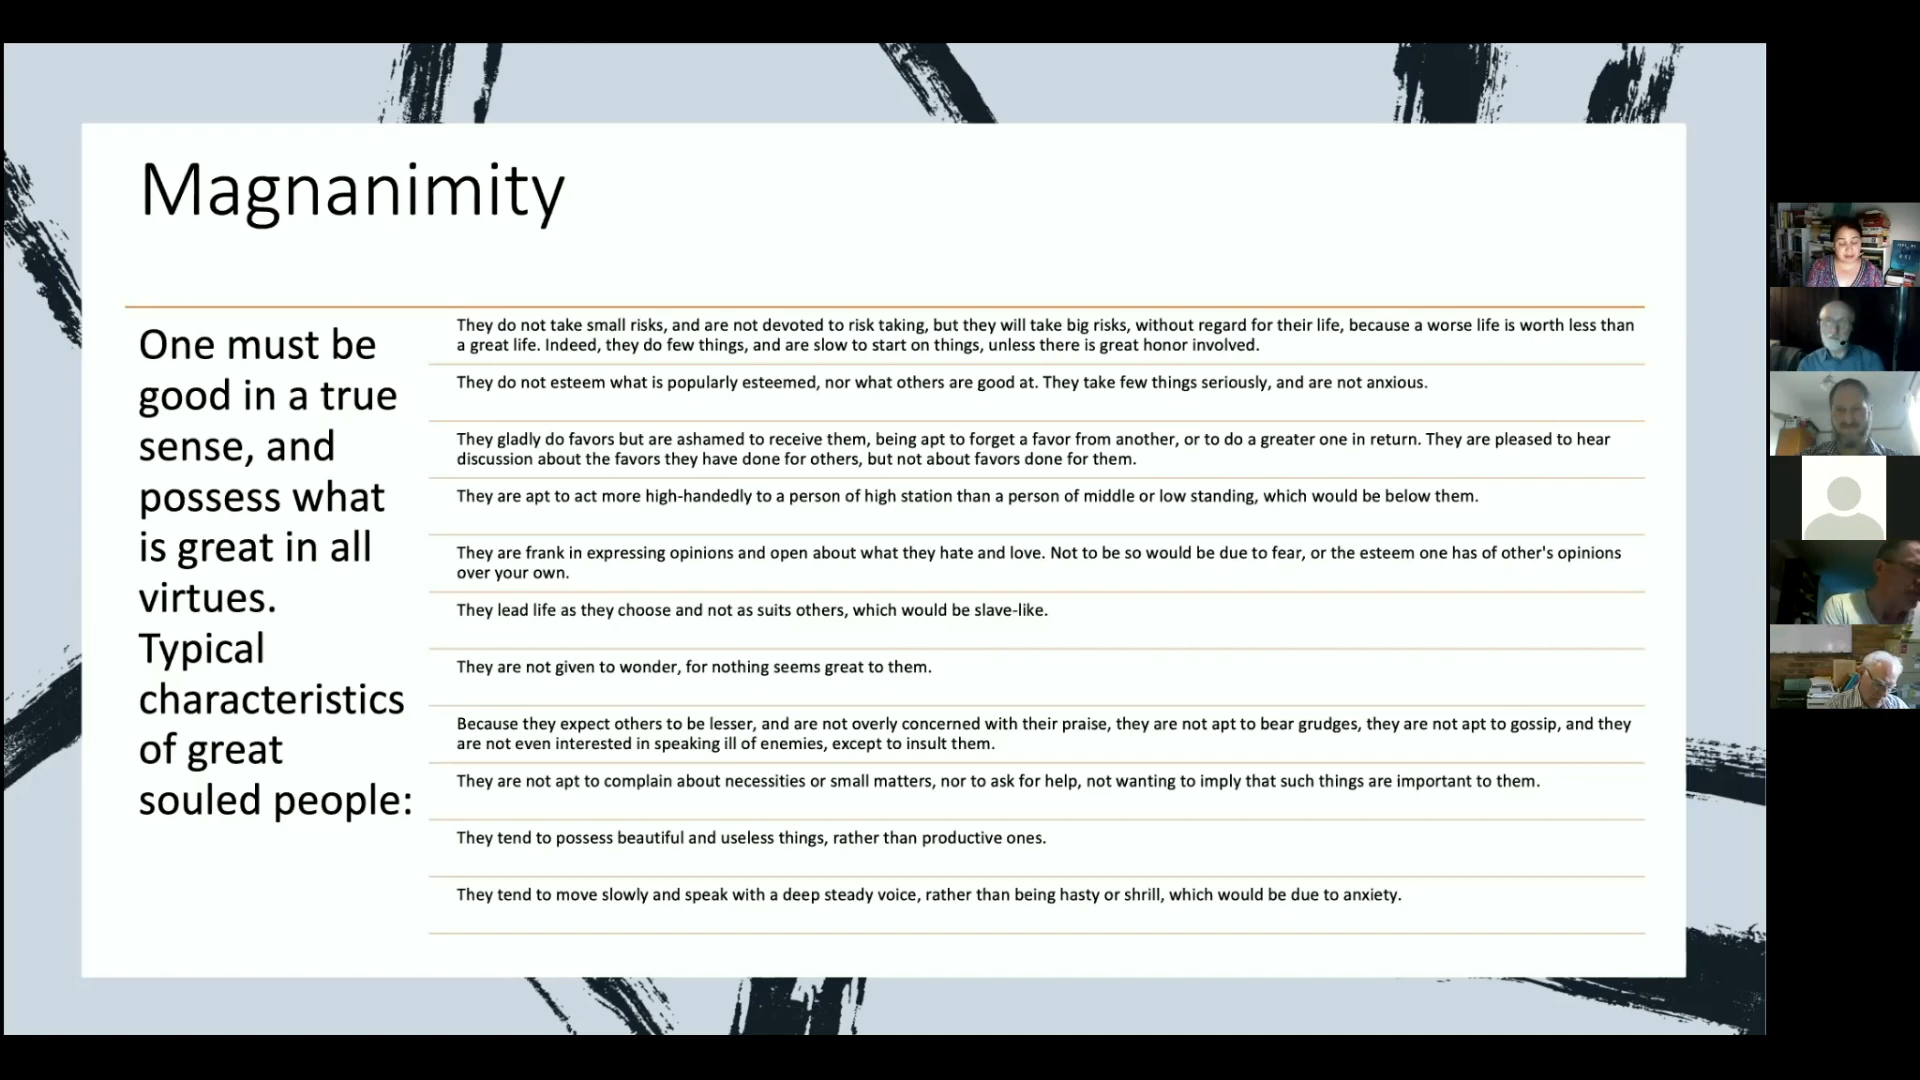 Magnanimity
One must be
good in a true
sense, and
possess what
is great in all
virtues.
Typical
characteristics
of great
souled people:
They do not take small risks, and are not devoted to risk taking, but they will take big risks, without regard for their life, because a worse life is worth less than
a great life. Indeed, they do few things, and are slow to start on things, unless there is great honor involved.
They do not esteem what is popularly esteemed, nor what others are good at. They take few things seriously, and are not anxious.
They gladly do favors but are ashamed to receive them, being apt to forget a favor from another, or to do a greater one in return. They are pleased to hear
discussion about the favors they have done for others, but not about favors done for them.
They are apt to act more high-handedly to a person of high station than a person of middle or low standing, which would be below them.
They are frank in expressing opinions and open about what they hate and love. Not to be so would be due to fear, or the esteem one has of other's opinions
over your own.
They lead life as they choose and not as suits others, which would be slave-like.
They are not given to wonder, for nothing seems great to them.
Because they expect others to be lesser, and are not overly concerned with their praise, they are not apt to bear grudges, they are not apt to gossip, and they
are not even interested in speaking ill of enemies, except to insult them.
They are not apt to complain about necessities or small matters, nor to ask for help, not wanting to imply that such things are important to them.
They tend to possess beautiful and useless things, rather than productive ones.
They tend to move slowly and speak with a deep steady voice, rather than being hasty or shrill, which would be due to anxiety.